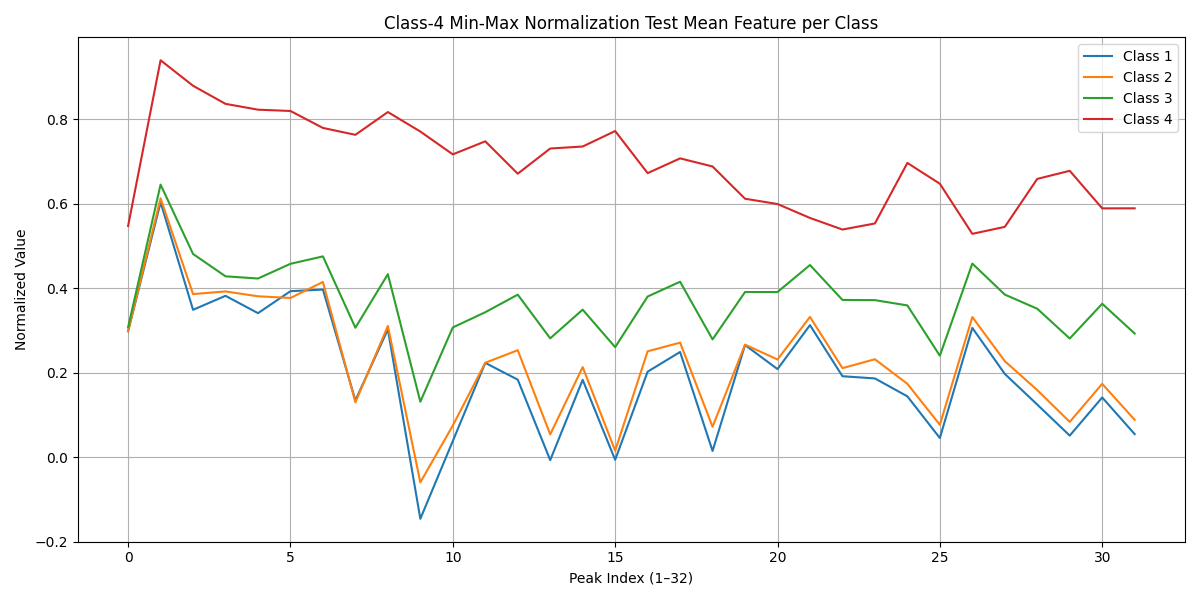 Class-4 Min-Max Normalization Test Mean Feature per Class
Class 1
Class 2
Class 3
Class 4
Normalized Value
0.8
0.6
0.4
0.2
0.0
−0.2
0 5 10 15 20 25 30
Peak Index (1–32)